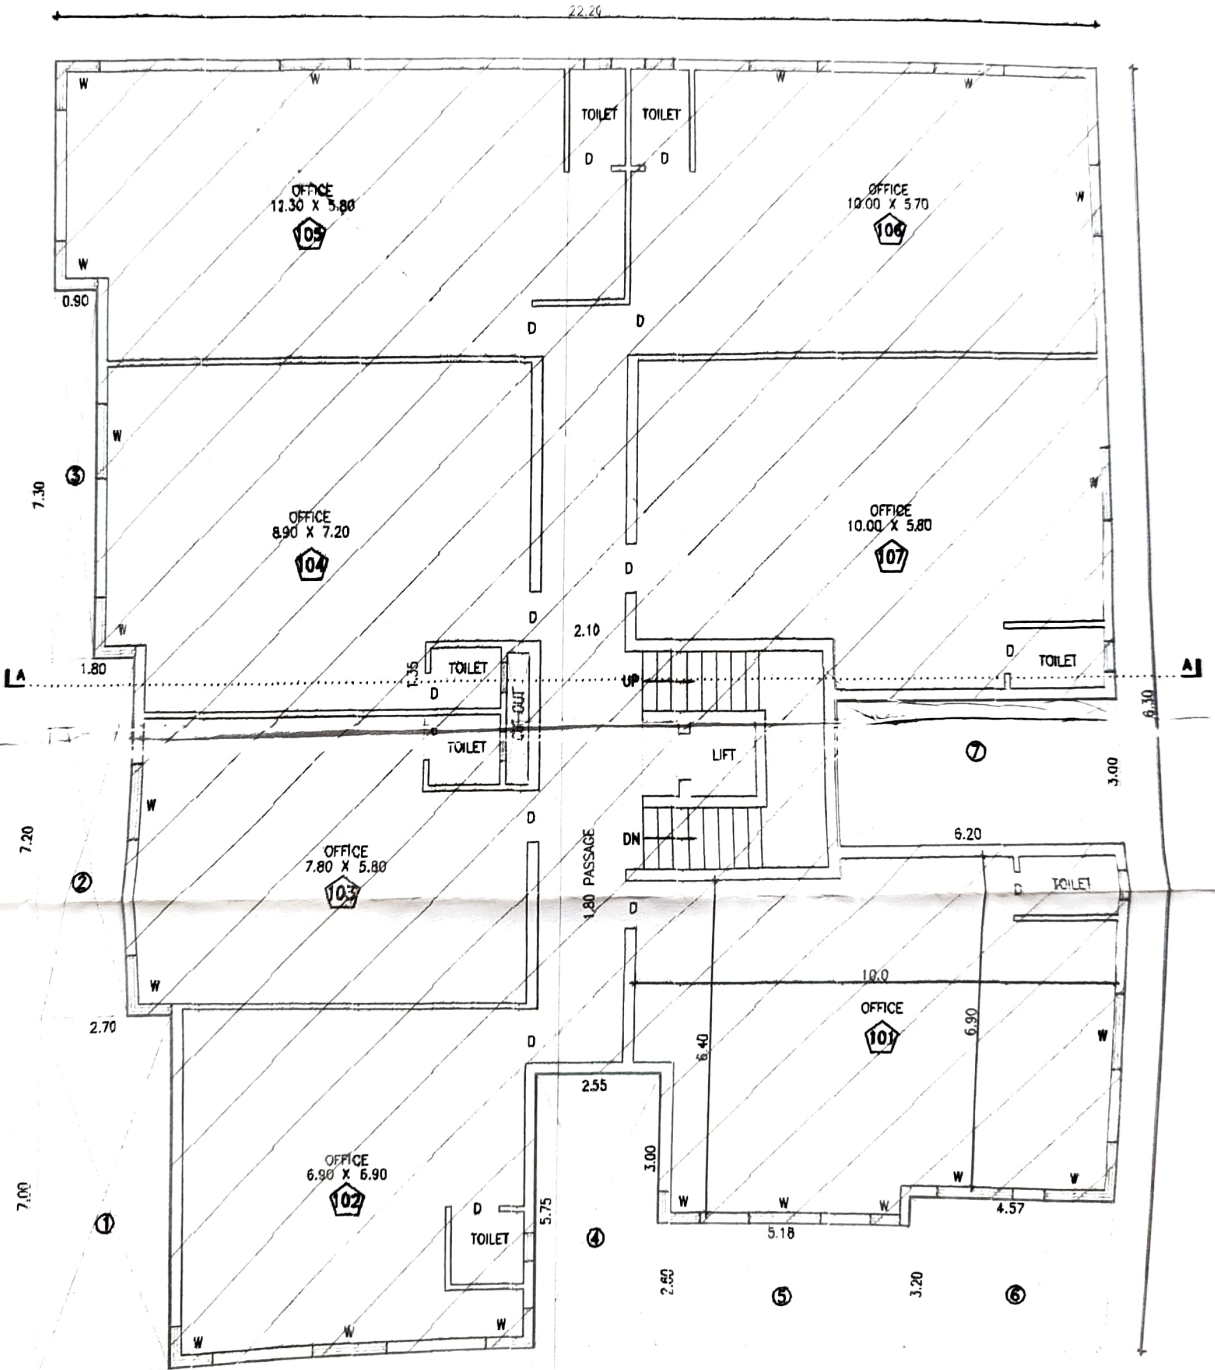 22.20
W
W
TOILET
TOILET
W
W
D
D
OFFICE
12.30 X 5.80
105
OFFICE
10.00 X 5.70
106
W
W
0.90
D
D
W
3
7.30
W
OFFICE
8.90 X 7.20
104
OFFICE
10.00 X 5.80
107
D
D
2.10
W
1.80
1.35
TOILET
D
D
TOILET
A
UP
A
6.30
D
TOILET
CUT OUT
LIFT
7
3.00
W
7.20
D
1.80 PASSAGE
DN
6.20
OFFICE
7.80 X 5.80
103
2
D
D
TOILET
10.0
W
2.70
OFFICE
101
6.90
6.40
W
D
2.55
3.00
OFFICE
6.90 X 6.90
102
7.00
1
D
TOILET
5.75
4
W
W
W
W
W
5.18
4.57
2.60
5
3.20
6
W
W
W